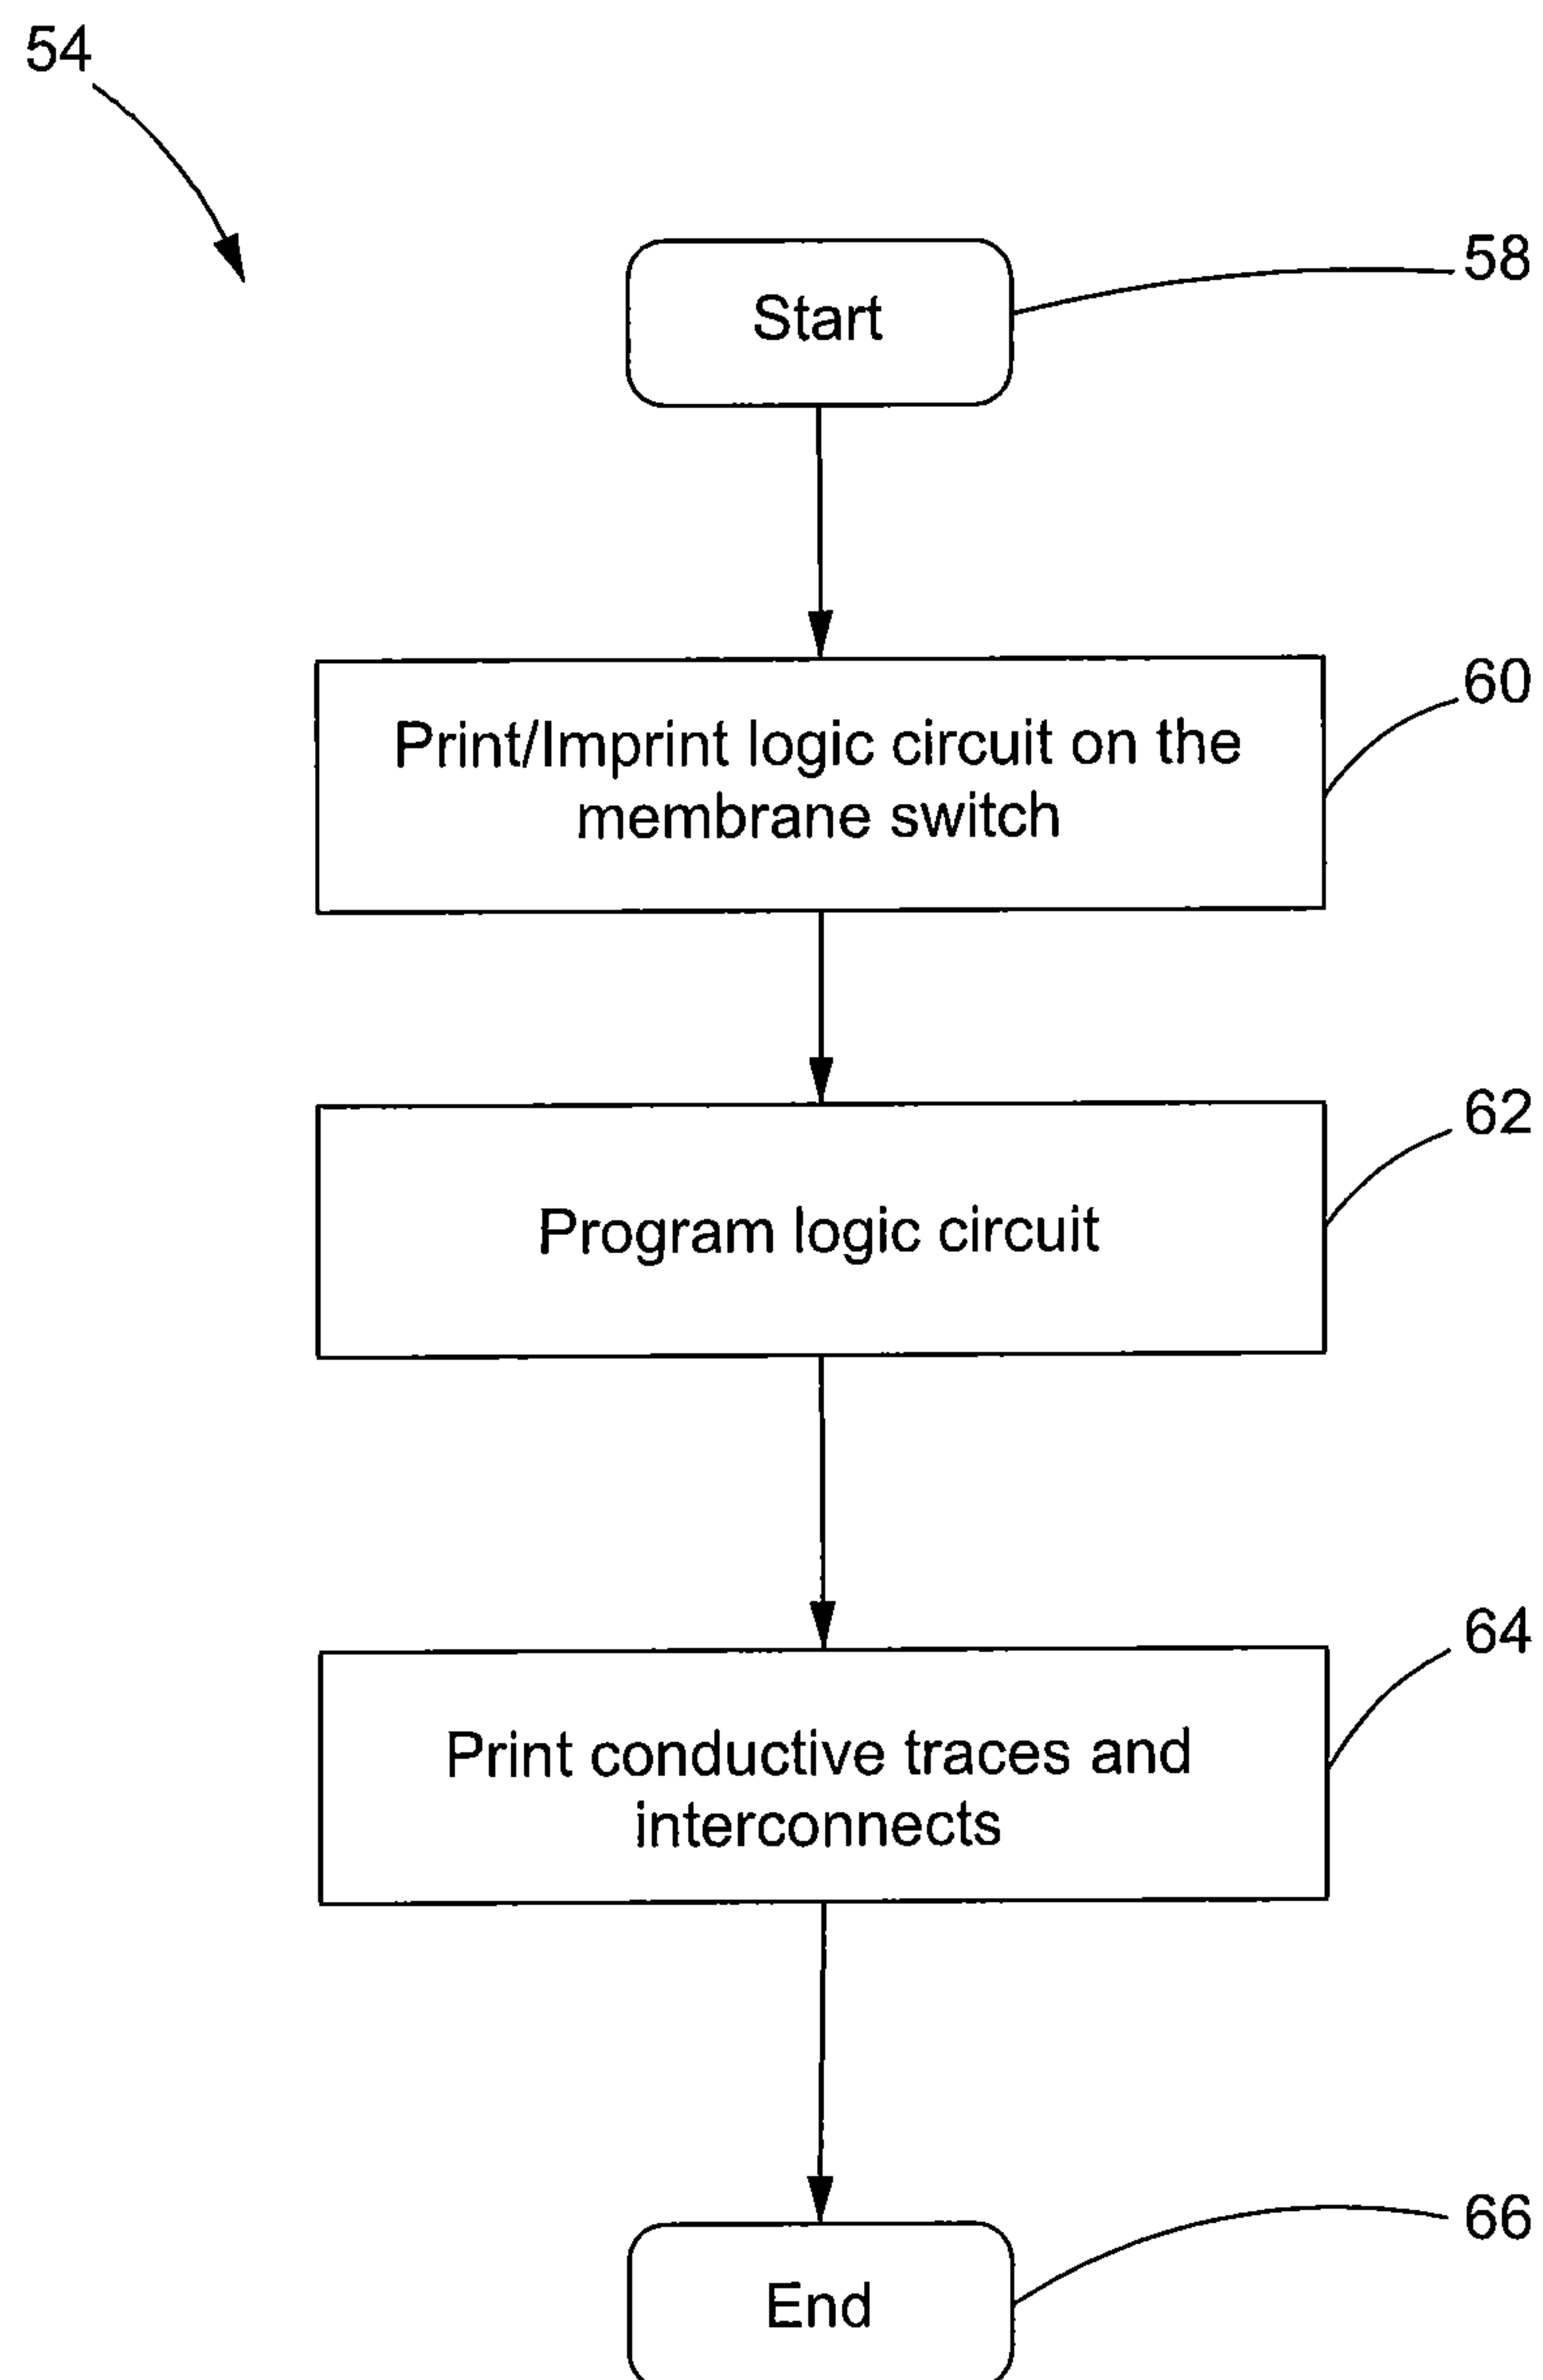 54
58
Start
60
Print/Imprint logic circuit on the
membrane switch
62
Program logic circuit
64
Print conductive traces and
interconnects
66
End